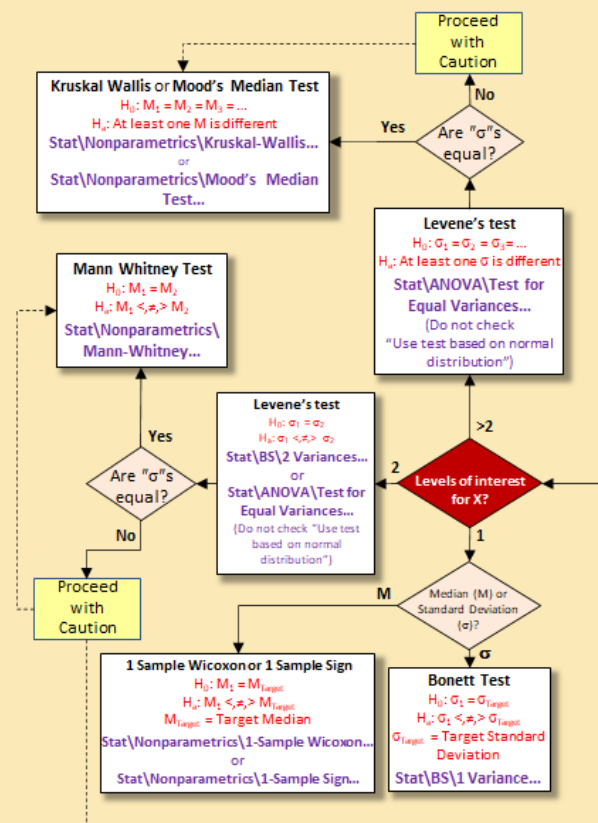 Proceed
with
Caution
No
Kruskal Wallis or Mood's Median Test
H₀: M₁ = M₂ = M₃ = ...
Hₐ: At least one M is different
Stat\Nonparametrics\Kruskal-Wallis...
or
Stat\Nonparametrics\Mood's Median
Test...
Yes
Are "σ"s
equal?
Levene's test
H₀: σ₁ = σ₂ = σ₃= ...
Hₐ: At least one σ is different
Stat\ANOVA\Test for
Equal Variances...
(Do not check
"Use test based on normal
distribution")
Mann Whitney Test
H₀: M₁ = M₂
Hₐ: M₁ <,≠,> M₂
Stat\Nonparametrics\
Mann-Whitney...
Yes
Are "σ"s
equal?
No
Levene's test
H₀: σ₁ = σ₂
Hₐ: σ₁ <,≠,> σ₂
Stat\BS\2 Variances...
or
Stat\ANOVA\Test for
Equal Variances...
(Do not check "Use test
based on normal
distribution")
2
>2
Levels of interest
for X?
1
Proceed
with
Caution
M
Median (M) or
Standard Deviation
(σ)?
σ
1 Sample Wicoxon or 1 Sample Sign
H₀: M₁ = M_Target
Hₐ: M₁ <,≠,> M_Target
M_Target = Target Median
Stat\Nonparametrics\1-Sample Wicoxon...
or
Stat\Nonparametrics\1-Sample Sign...
Bonett Test
H₀: σ₁ = σ_Target
Hₐ: σ₁ <,≠,> σ_Target
σ_Target = Target Standard
Deviation
Stat\BS\1 Variance...